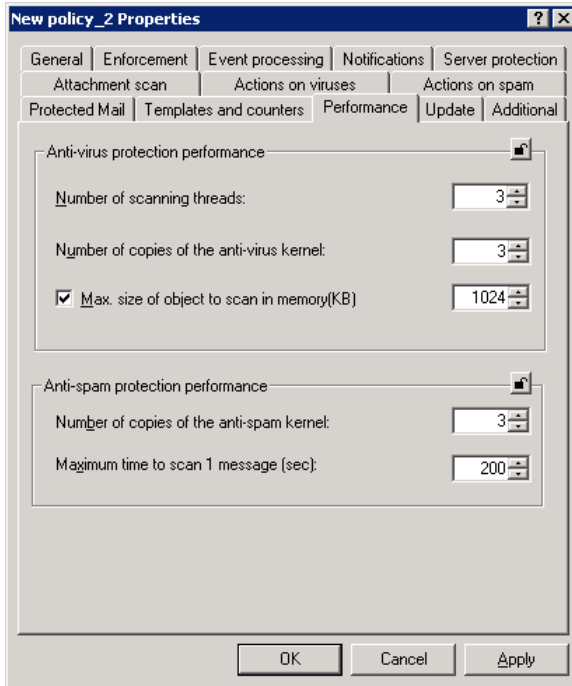 New policy_2 Properties
General Enforcement Event processing Notifications Server protection
Attachment scan Actions on viruses Actions on spam
Protected Mail Templates and counters Performance Update Additional
Anti-virus protection performance
Number of scanning threads: 3
Number of copies of the anti-virus kernel: 3
Max. size of object to scan in memory(KB) 1024
Anti-spam protection performance
Number of copies of the anti-spam kernel: 3
Maximum time to scan 1 message (sec): 200
OK Cancel Apply